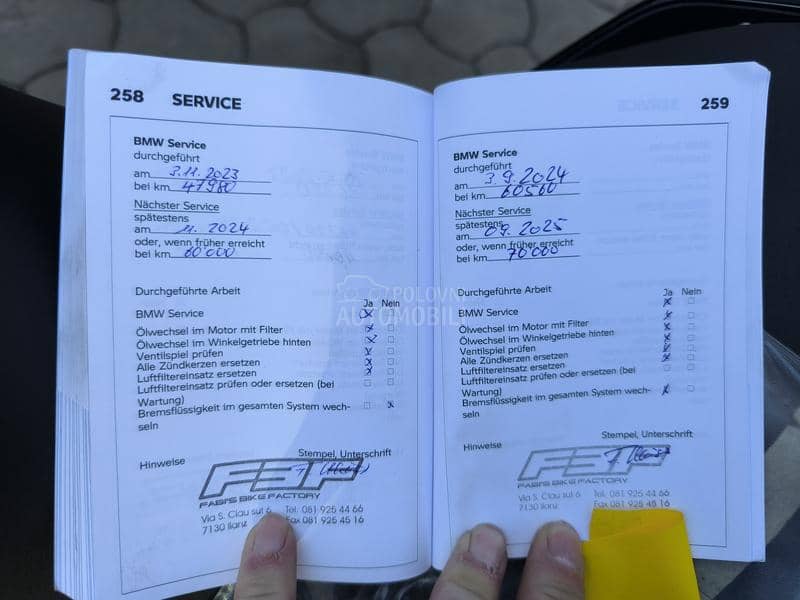 258 SERVICE
BMW Service
durchgeführt
am 3.11.2023
bei km 47980
Nächster Service
spätestens
am 11.2024
oder, wenn früher erreicht
bei km 60'000
Durchgeführte Arbeit
Ja Nein
BMW Service
Ölwechsel im Motor mit Filter
Ölwechsel im Winkelgetriebe hinten
Ventilspiel prüfen
Alle Zündkerzen ersetzen
Luftfiltereinsatz ersetzen
Luftfiltereinsatz prüfen oder ersetzen (bei
Wartung)
Bremsflüssigkeit im gesamten System wech-
seln
Hinweise
Stempel, Unterschrift
FBF
FABI'S BIKE FACTORY
Via S. Clau sut 6 Tel. 081 925 44 66
7130 Ilanz Fax 081 925 45 16
SERVICE 259
BMW Service
durchgeführt
am 3.9.2024
bei km 60560
Nächster Service
spätestens
am 09.2025
oder, wenn früher erreicht
bei km 70'000
Durchgeführte Arbeit
Ja Nein
BMW Service
Ölwechsel im Motor mit Filter
Ölwechsel im Winkelgetriebe hinten
Ventilspiel prüfen
Alle Zündkerzen ersetzen
Luftfiltereinsatz ersetzen
Luftfiltereinsatz prüfen oder ersetzen (bei
Wartung)
Bremsflüssigkeit im gesamten System wech-
seln
Hinweise
Stempel, Unterschrift
FBF
FABI'S BIKE FACTORY
Via S. Clau sut 6 Tel. 081 925 44 66
7130 Ilanz Fax 081 925 45 16
POLOVNI
AUTOMOBILI